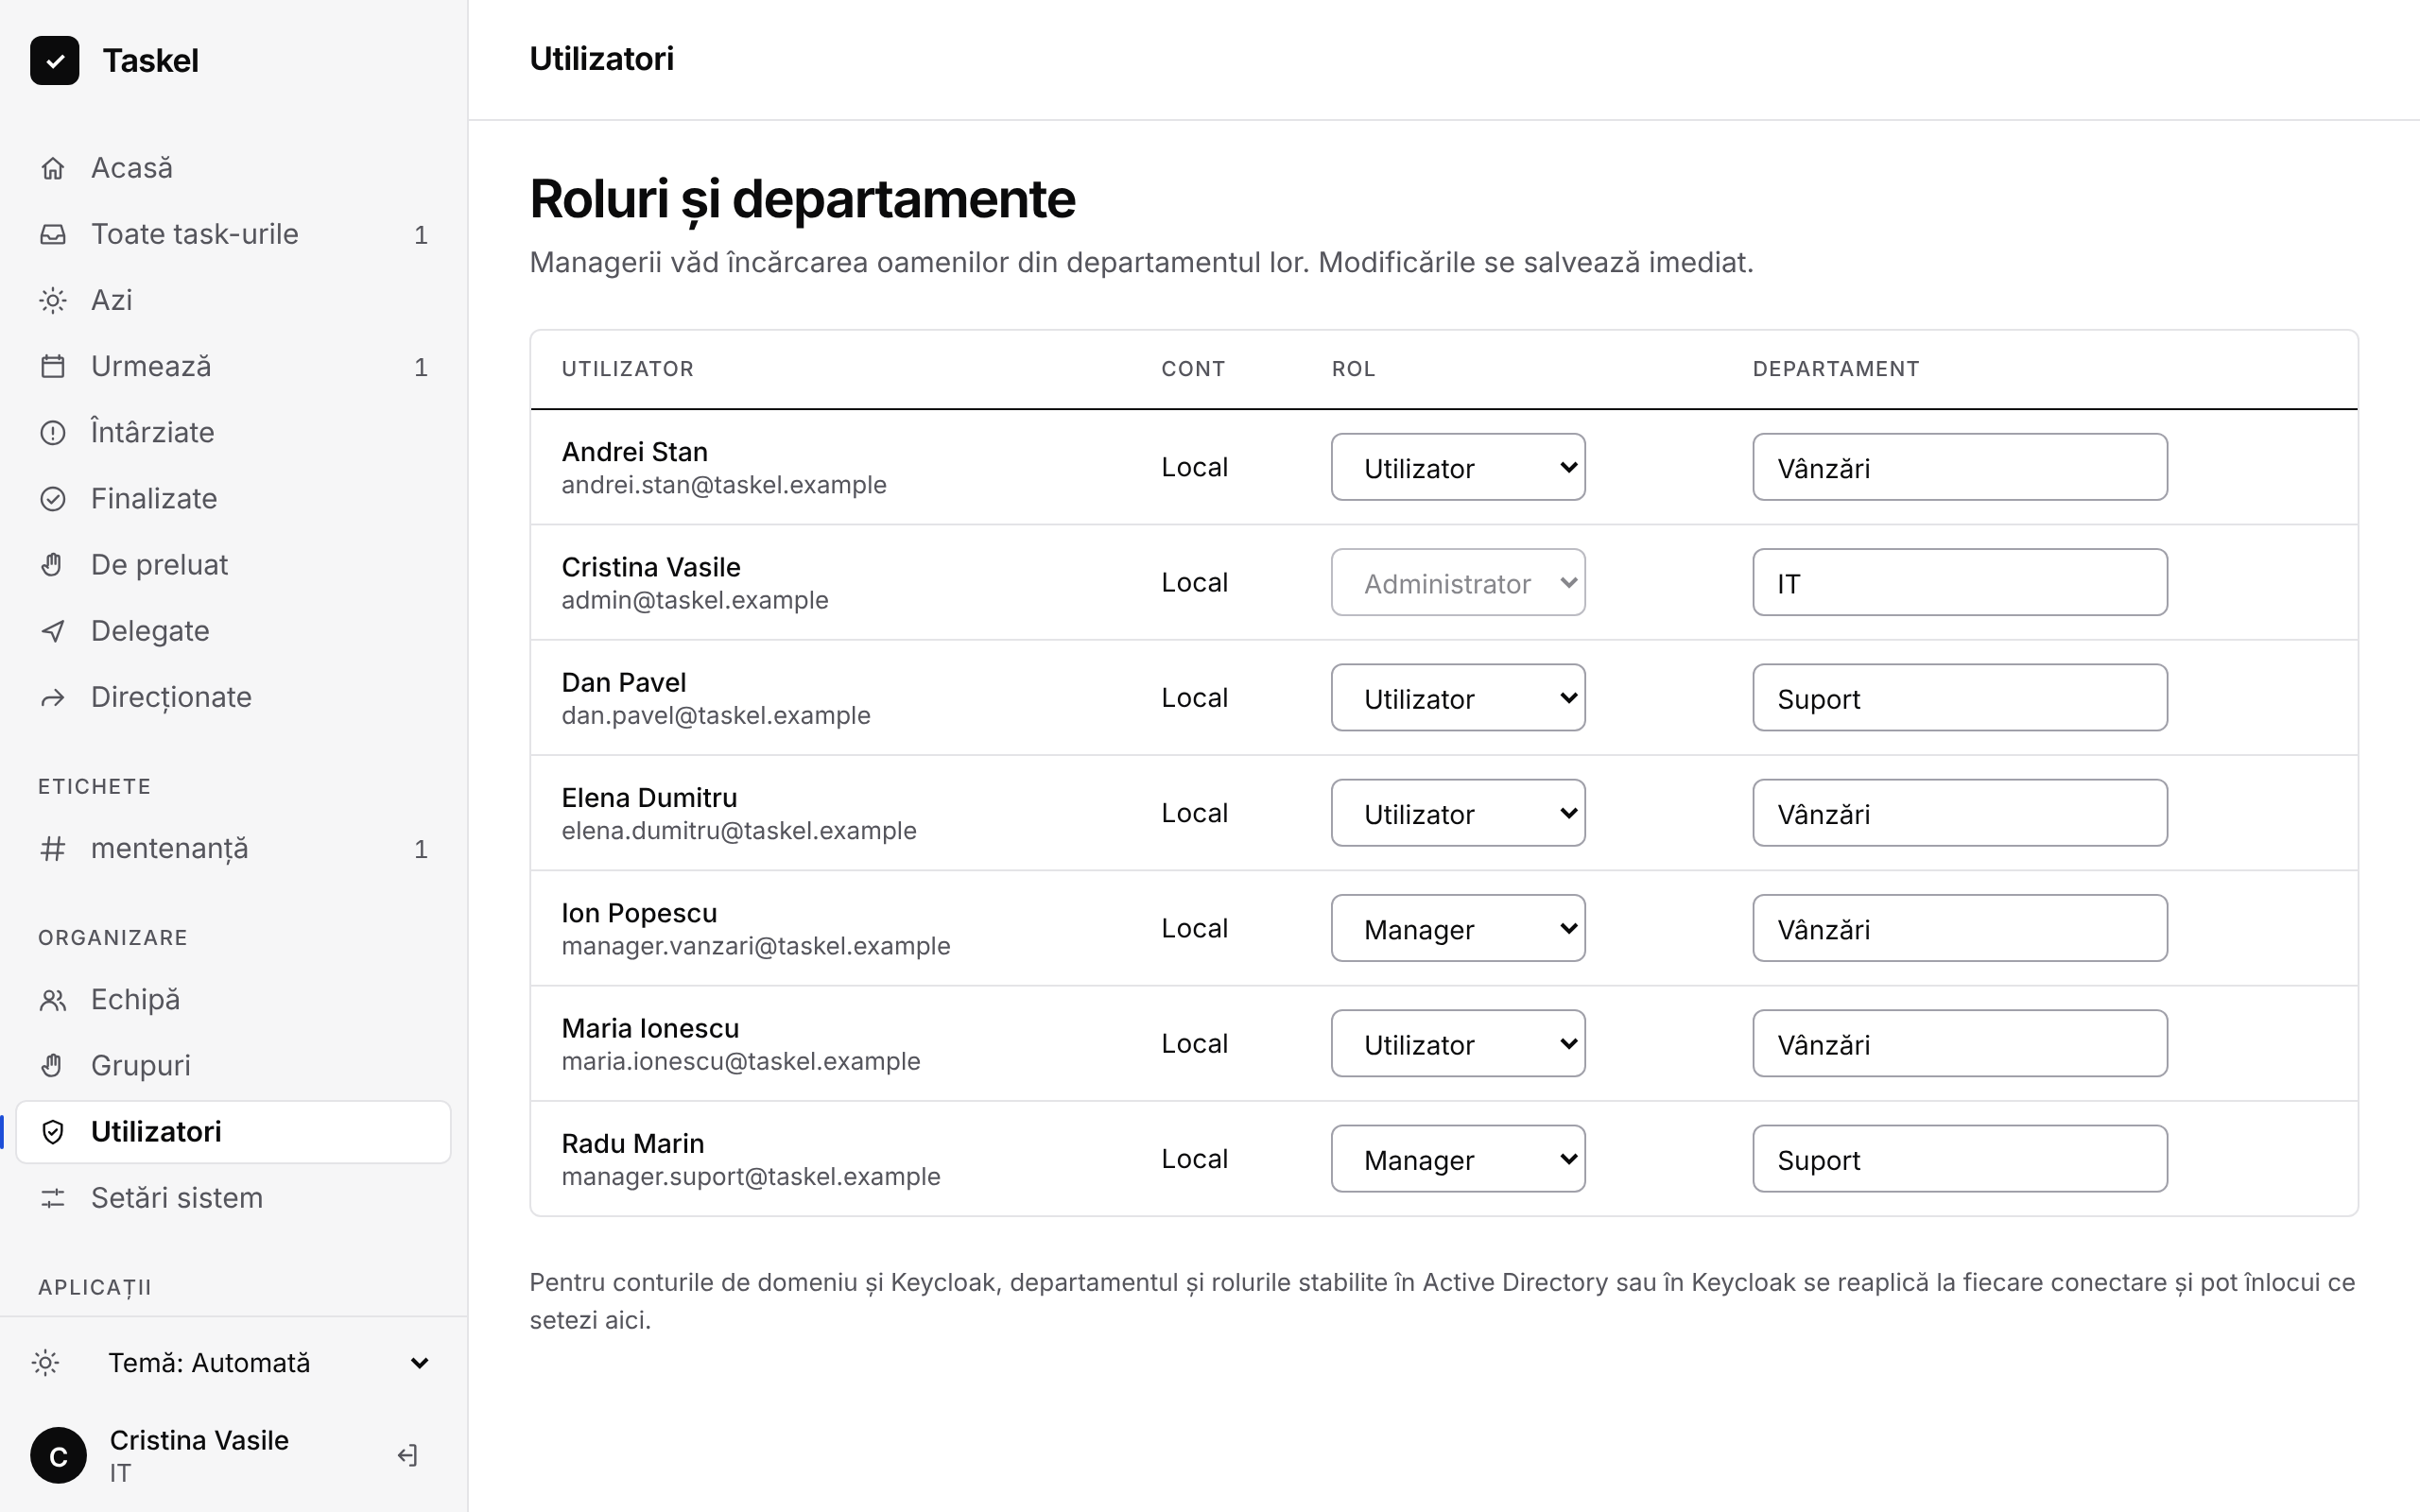 Taskel
Acasă
Toate task-urile 1
Azi
Urmează 1
Întârziate
Finalizate
De preluat
Delegate
Direcționate
ETICHETE
mentenanță 1
ORGANIZARE
Echipă
Grupuri
Utilizatori
Setări sistem
APLICAȚII
Temă: Automată
C
Cristina Vasile
IT
Utilizatori
Roluri și departamente
Managerii văd încărcarea oamenilor din departamentul lor. Modificările se salvează imediat.
UTILIZATOR CONT ROL DEPARTAMENT
Andrei Stan
andrei.stan@taskel.example
Local Utilizator Vânzări
Cristina Vasile
admin@taskel.example
Local Administrator IT
Dan Pavel
dan.pavel@taskel.example
Local Utilizator Suport
Elena Dumitru
elena.dumitru@taskel.example
Local Utilizator Vânzări
Ion Popescu
manager.vanzari@taskel.example
Local Manager Vânzări
Maria Ionescu
maria.ionescu@taskel.example
Local Utilizator Vânzări
Radu Marin
manager.suport@taskel.example
Local Manager Suport
Pentru conturile de domeniu și Keycloak, departamentul și rolurile stabilite în Active Directory sau în Keycloak se reaplică la fiecare conectare și pot înlocui ce
setezi aici.